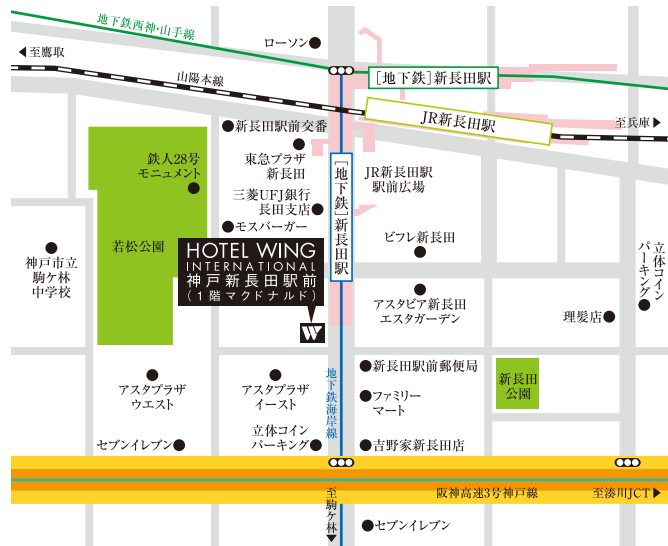 地下鉄西神・山手線
ローソン
至鷹取
山陽本線
[地下鉄]新長田駅
JR新長田駅
至兵庫
新長田駅前交番
鉄人28号
モニュメント
東急プラザ
新長田
JR新長田駅
駅前広場
[地下鉄]新長田駅
三菱UFJ銀行
長田支店
モスバーガー
若松公園
ビフレ新長田
立体コイン
パーキング
神戸市立
駒ケ林
中学校
HOTEL WING
INTERNATIONAL
神戸新長田駅前
(1階マクドナルド)
W
アスタピア新長田
エスタガーデン
理髪店
新長田駅前郵便局
新長田
公園
アスタプラザ
ウエスト
アスタプラザ
イースト
地下鉄海岸線
ファミリー
マート
セブンイレブン
立体コイン
パーキング
吉野家新長田店
阪神高速3号神戸線
至湊川JCT
至駒ケ林
セブンイレブン